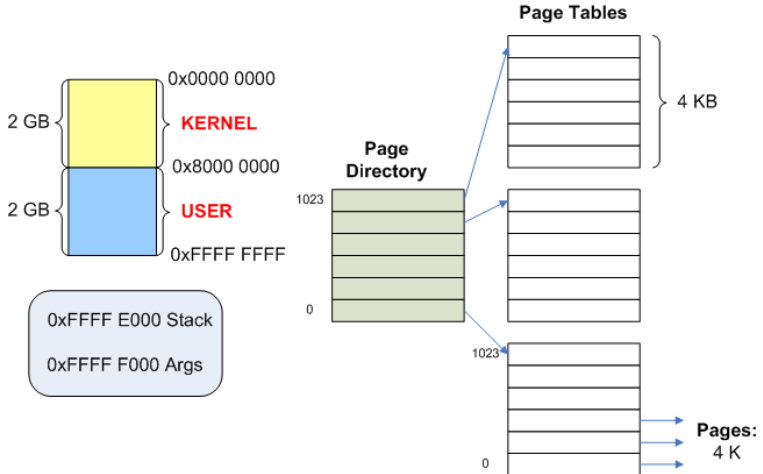 Page Tables
0x0000 0000
2 GB
KERNEL
4 KB
0x8000 0000
Page
Directory
1023
2 GB
USER
0xFFFF FFFF
0
0xFFFF E000 Stack
0xFFFF F000 Args
1023
Pages:
4 K
0